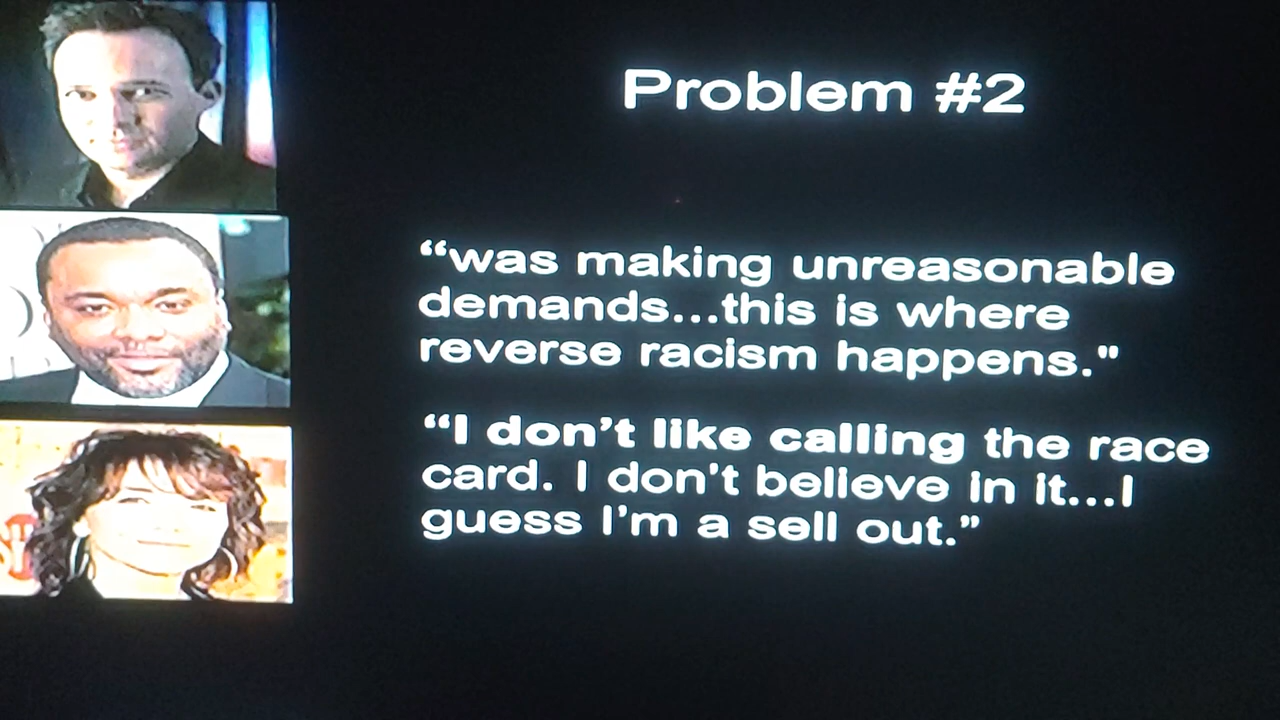 Problem #2
“was making unreasonable
demands...this is where
reverse racism happens."
“I don’t like calling the race
card. I don't believe in it...I
guess I’m a sell out.”